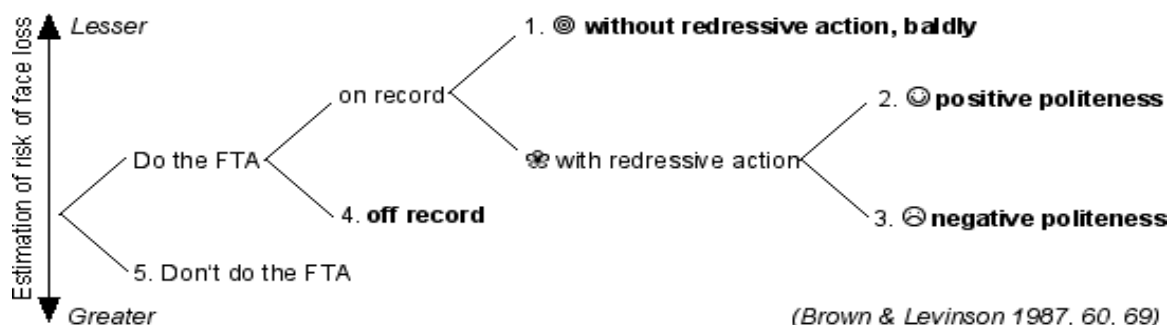 Estimation of risk of face loss
Lesser
1. without redressive action, baldly
on record
2. positive politeness
Do the FTA
with redressive action
4. off record
3. negative politeness
5. Don't do the FTA
Greater
(Brown & Levinson 1987, 60, 69)